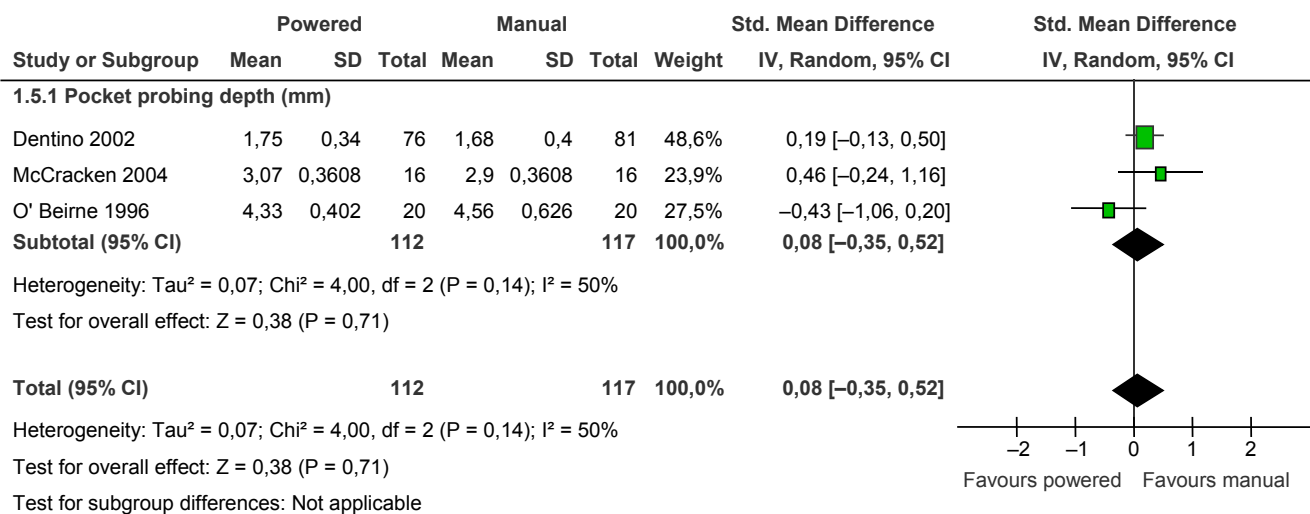 Powered Manual Std. Mean Difference Std. Mean Difference
Study or Subgroup Mean SD Total Mean SD Total Weight IV, Random, 95% CI IV, Random, 95% CI
1.5.1 Pocket probing depth (mm)
Dentino 2002 1,75 0,34 76 1,68 0,4 81 48,6% 0,19 [–0,13, 0,50]
McCracken 2004 3,07 0,3608 16 2,9 0,3608 16 23,9% 0,46 [–0,24, 1,16]
O' Beirne 1996 4,33 0,402 20 4,56 0,626 20 27,5% –0,43 [–1,06, 0,20]
Subtotal (95% CI) 112 117 100,0% 0,08 [–0,35, 0,52]
Heterogeneity: Tau² = 0,07; Chi² = 4,00, df = 2 (P = 0,14); I² = 50%
Test for overall effect: Z = 0,38 (P = 0,71)
Total (95% CI) 112 117 100,0% 0,08 [–0,35, 0,52]
Heterogeneity: Tau² = 0,07; Chi² = 4,00, df = 2 (P = 0,14); I² = 50%
Test for overall effect: Z = 0,38 (P = 0,71)
Test for subgroup differences: Not applicable
–2 –1 0 1 2
Favours powered Favours manual